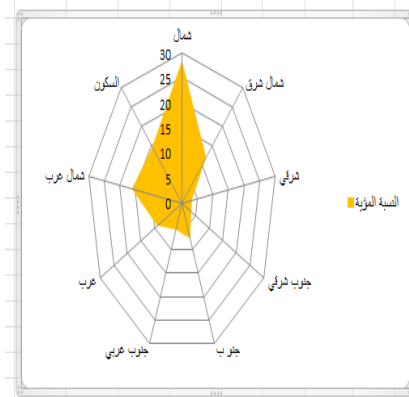 شمال
30
25
20
15
10
5
0
شمال شرق
شرقي
جنوب شرقي
جنو ب
جنوب غربي
غرب
شمال غرب
السكون
النسبة المؤية